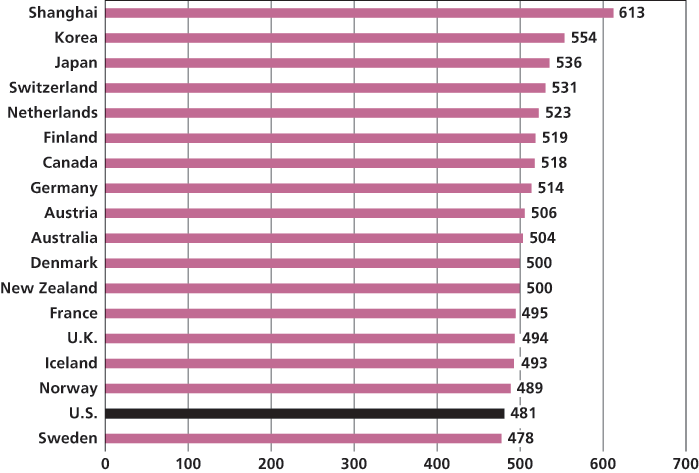 Shanghai 613
Korea 554
Japan 536
Switzerland 531
Netherlands 523
Finland 519
Canada 518
Germany 514
Austria 506
Australia 504
Denmark 500
New Zealand 500
France 495
U.K. 494
Iceland 493
Norway 489
U.S. 481
Sweden 478
0 100 200 300 400 500 600 700